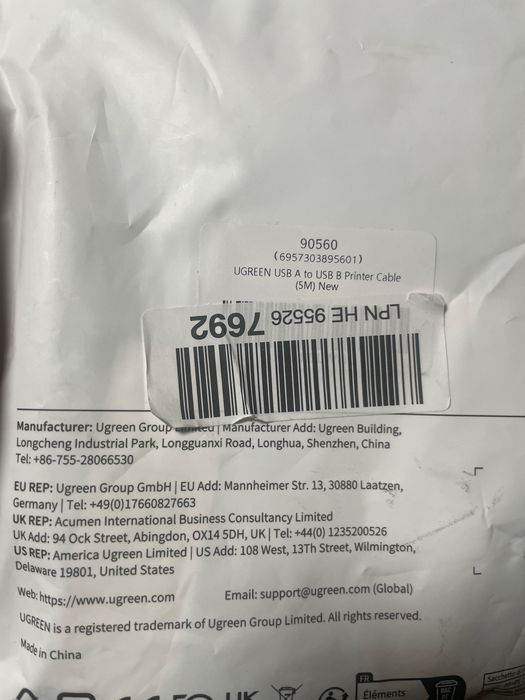 90560
(6957303895601)
UGREEN USB A to USB B Printer Cable
(5M) New
LPN HE 95526 7692
Manufacturer: Ugreen Group Limited | Manufacturer Add: Ugreen Building,
Longcheng Industrial Park, Longguanxi Road, Longhua, Shenzhen, China
Tel: +86-755-28066530
EU REP: Ugreen Group GmbH | EU Add: Mannheimer Str. 13, 30880 Laatzen,
Germany | Tel: +49(0)17660827663
UK REP: Acumen International Business Consultancy Limited
UK Add: 94 Ock Street, Abingdon, OX14 5DH, UK | Tel: +44(0) 1235200526
US REP: America Ugreen Limited | US Add: 108 West, 13Th Street, Wilmington,
Delaware 19801, United States
Web: https://www.ugreen.com Email: support@ugreen.com (Global)
UGREEN is a registered trademark of Ugreen Group Limited. All rights reserved.
Made in China
UK
FR
Éléments
Sacchetto